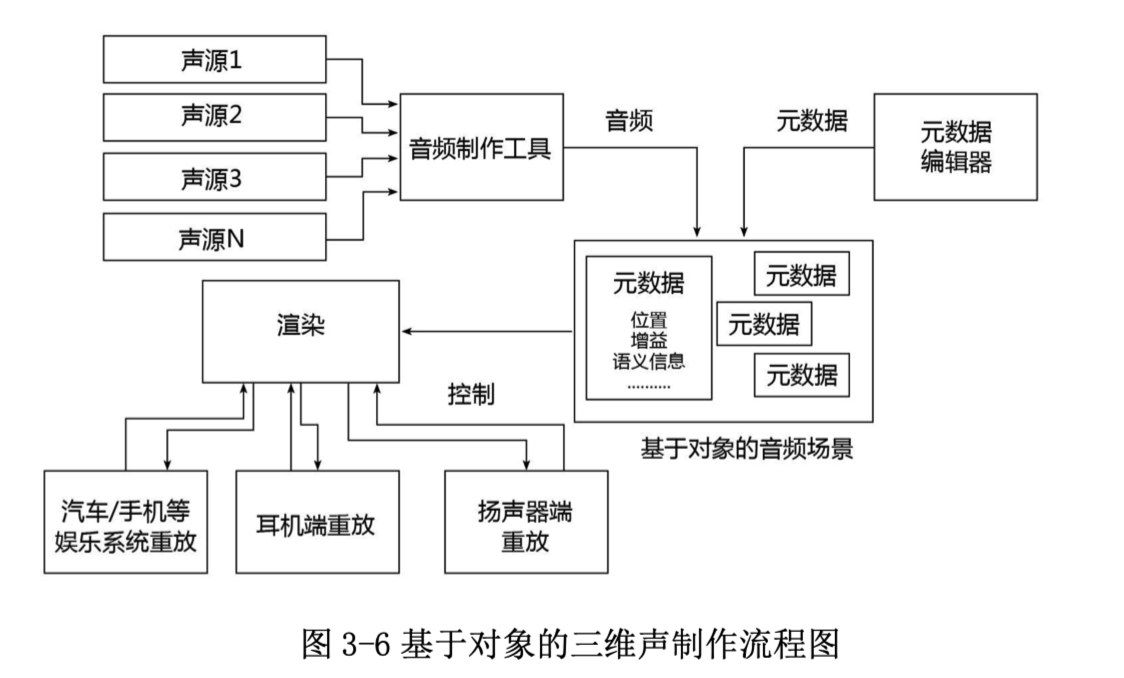 声源1
声源2
声源3
声源N
音频制作工具
音频
元数据
元数据
编辑器
元数据
位置
增益
语义信息
..........
元数据
元数据
元数据
基于对象的音频场景
渲染
控制
汽车/手机等
娱乐系统重放
耳机端重放
扬声器端
重放
图 3-6 基于对象的三维声制作流程图